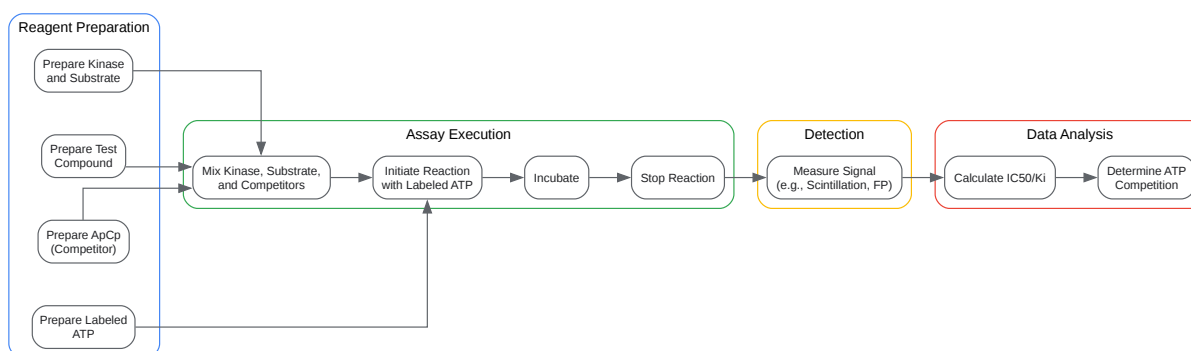 Reagent Preparation
Prepare Kinase
and Substrate
Prepare Test
Compound
Prepare ApCp
(Competitor)
Prepare Labeled
ATP
Assay Execution
Mix Kinase, Substrate,
and Competitors
Initiate Reaction
with Labeled ATP
Incubate
Stop Reaction
Detection
Measure Signal
(e.g., Scintillation, FP)
Data Analysis
Calculate IC50/Ki
Determine ATP
Competition